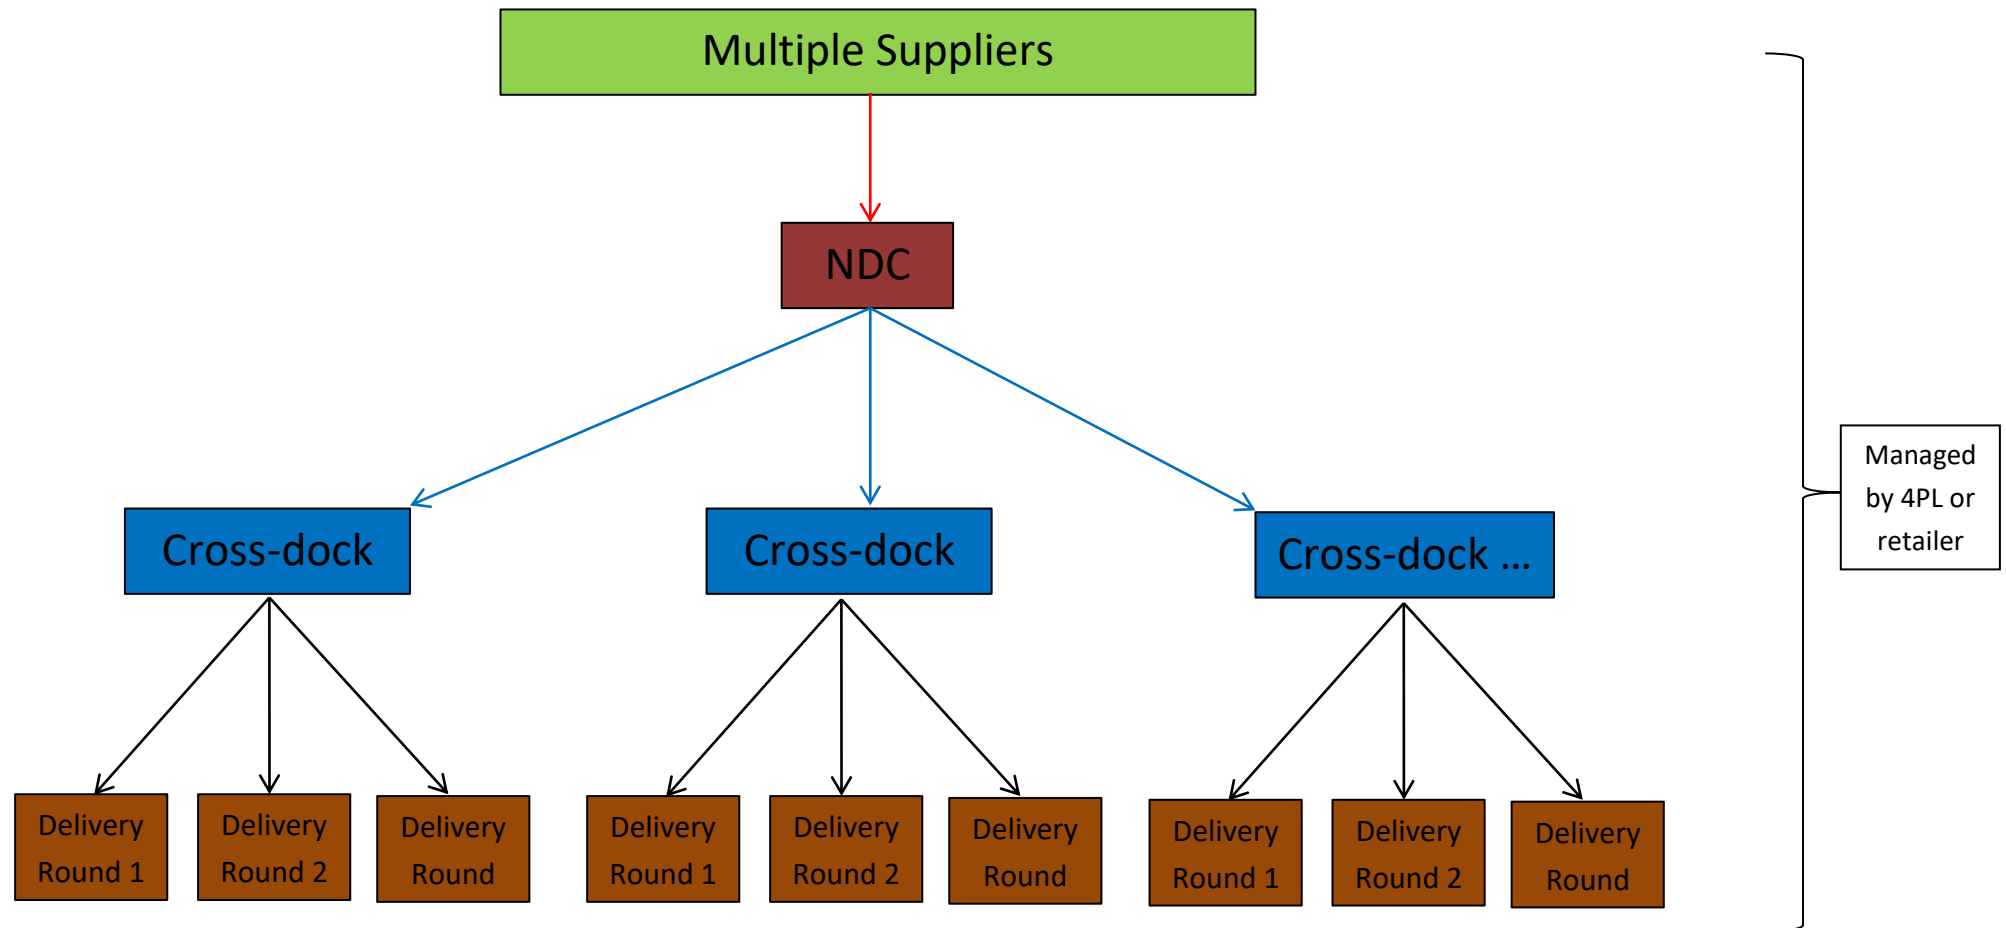 Multiple Suppliers
NDC
Managed
by 4PL or
retailer
Cross-dock
Cross-dock
Cross-dock ...
Delivery
Round 1
Delivery
Round 2
Delivery
Round
Delivery
Round 1
Delivery
Round 2
Delivery
Round
Delivery
Round 1
Delivery
Round 2
Delivery
Round